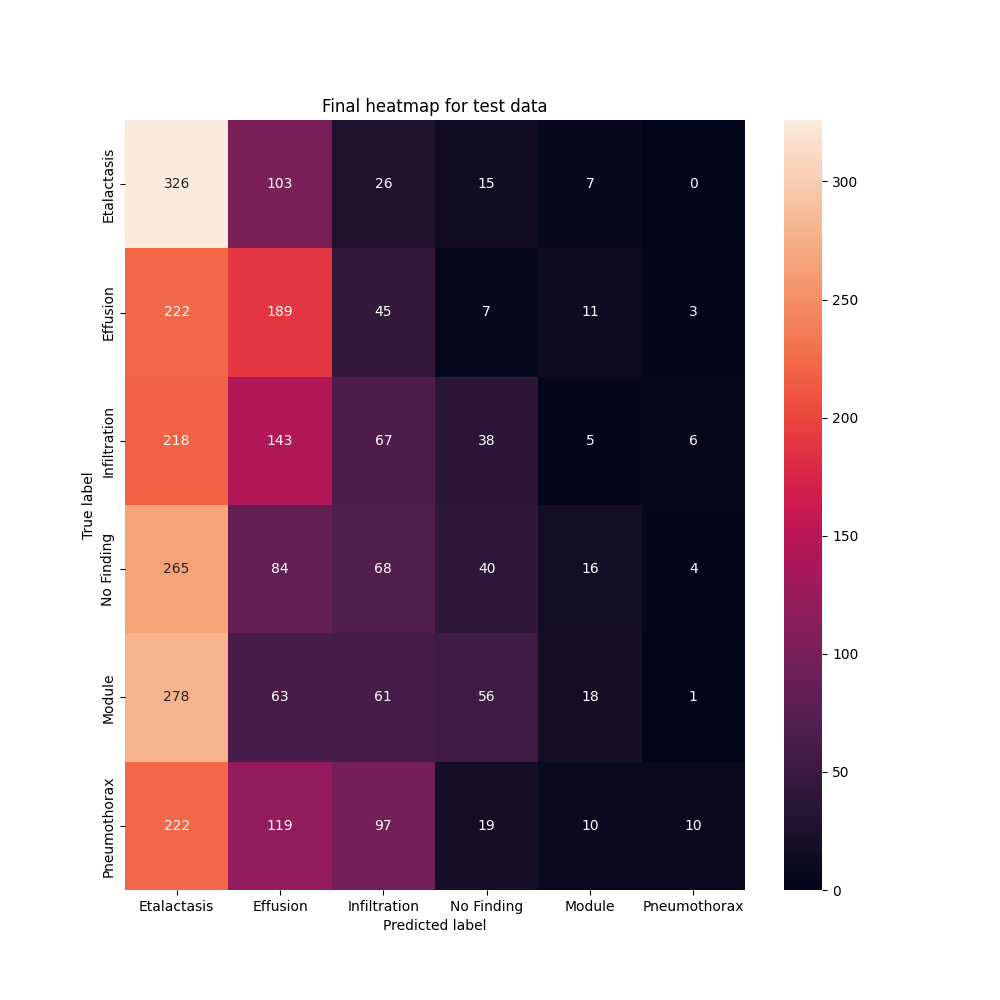 Final heatmap for test data
True label
Etalactasis 326 103 26 15 7 0
Effusion 222 189 45 7 11 3
Infiltration 218 143 67 38 5 6
No Finding 265 84 68 40 16 4
Module 278 63 61 56 18 1
Pneumothorax 222 119 97 19 10 10
Etalactasis Effusion Infiltration No Finding Module Pneumothorax
Predicted label
300
250
200
150
100
50
0